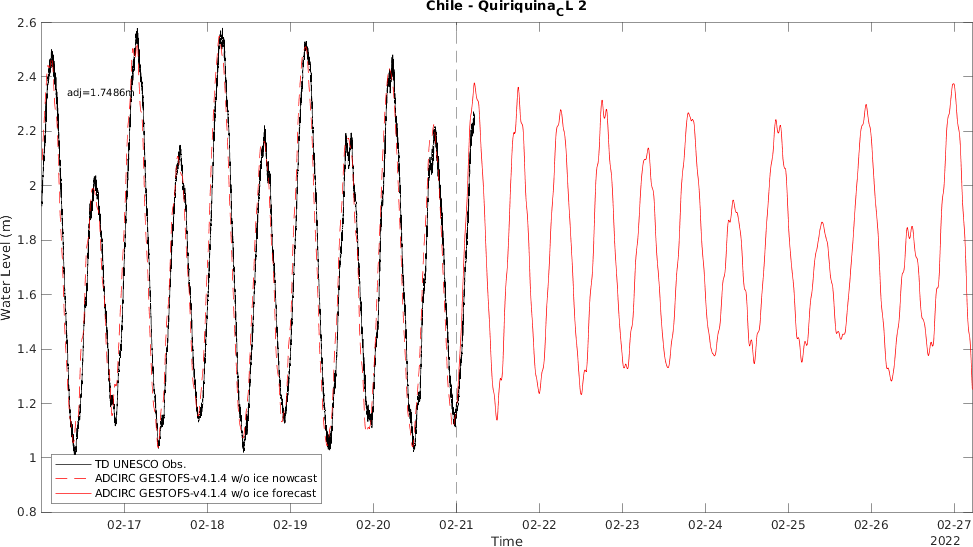 Chile - Quiriquina_CL 2
2.6
2.4
adj=1.7486m
2.2
2
1.8
1.6
1.4
1.2
1
0.8
Water Level (m)
TD UNESCO Obs.
ADCIRC GESTOFS-v4.1.4 w/o ice nowcast
ADCIRC GESTOFS-v4.1.4 w/o ice forecast
02-17 02-18 02-19 02-20 02-21 02-22 02-23 02-24 02-25 02-26 02-27
Time 2022